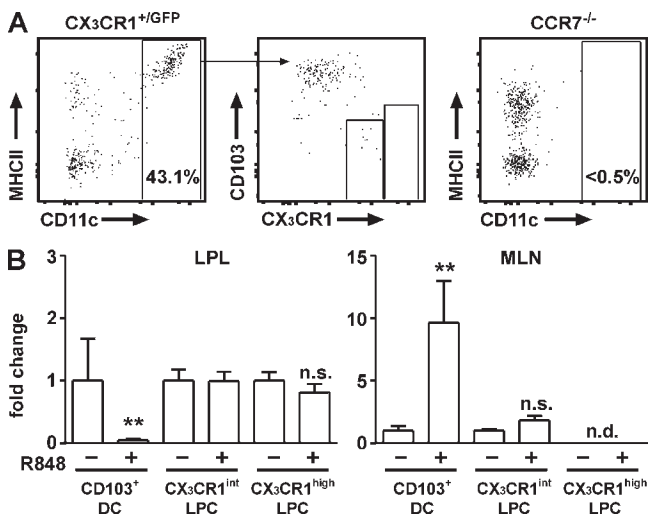 A
CX3CR1+/GFP
CCR7-/-
MHCII
43.1%
CD11c
CD103
CX3CR1
MHCII
<0.5%
CD11c
B
LPL
MLN
fold change
3
2
1
0
**
n.s.
15
10
5
0
**
n.s.
n.d.
R848 − + − + − + − + − + − +
CD103+ DC
CX3CR1int LPC
CX3CR1high LPC
CD103+ DC
CX3CR1int LPC
CX3CR1high LPC